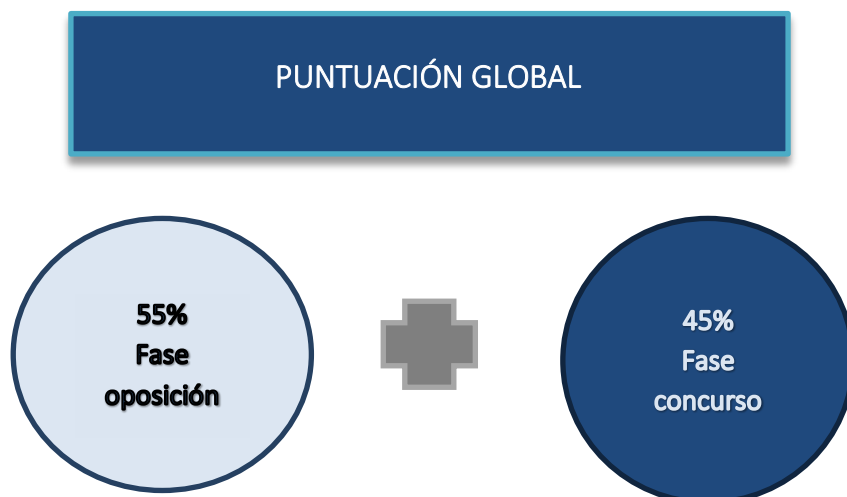 PUNTUACIÓN GLOBAL
55%
Fase
oposición
45%
Fase
concurso